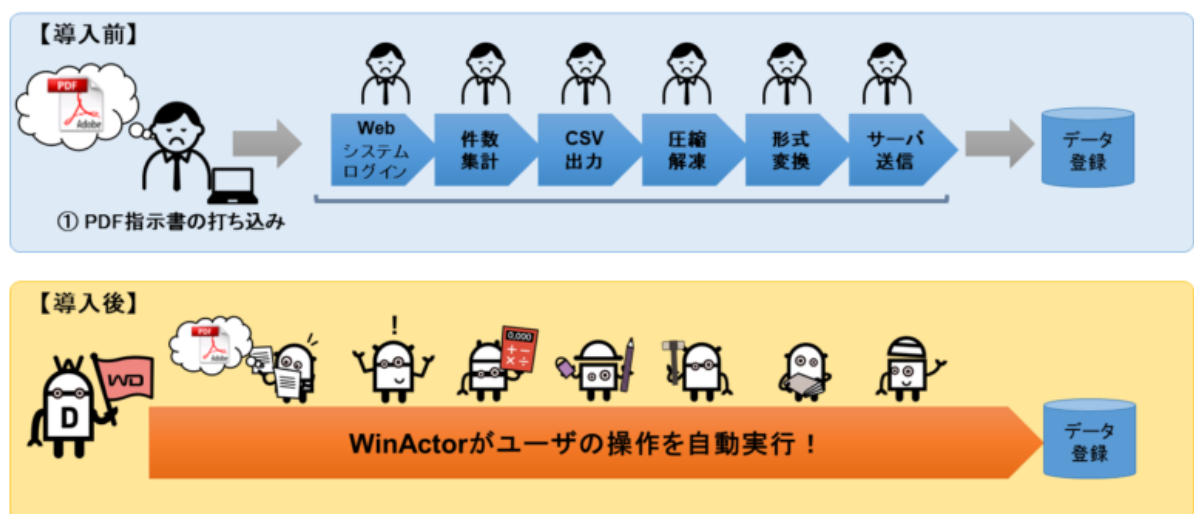 【導入前】
PDF
Adobe
① PDF指示書の打ち込み
Web
システム
ログイン
件数
集計
CSV
出力
圧縮
解凍
形式
変換
サーバ
送信
データ
登録
【導入後】
WD
D
PDF
Adobe
!
0,000
+ −
× ÷
WinActorがユーザの操作を自動実行！
データ
登録